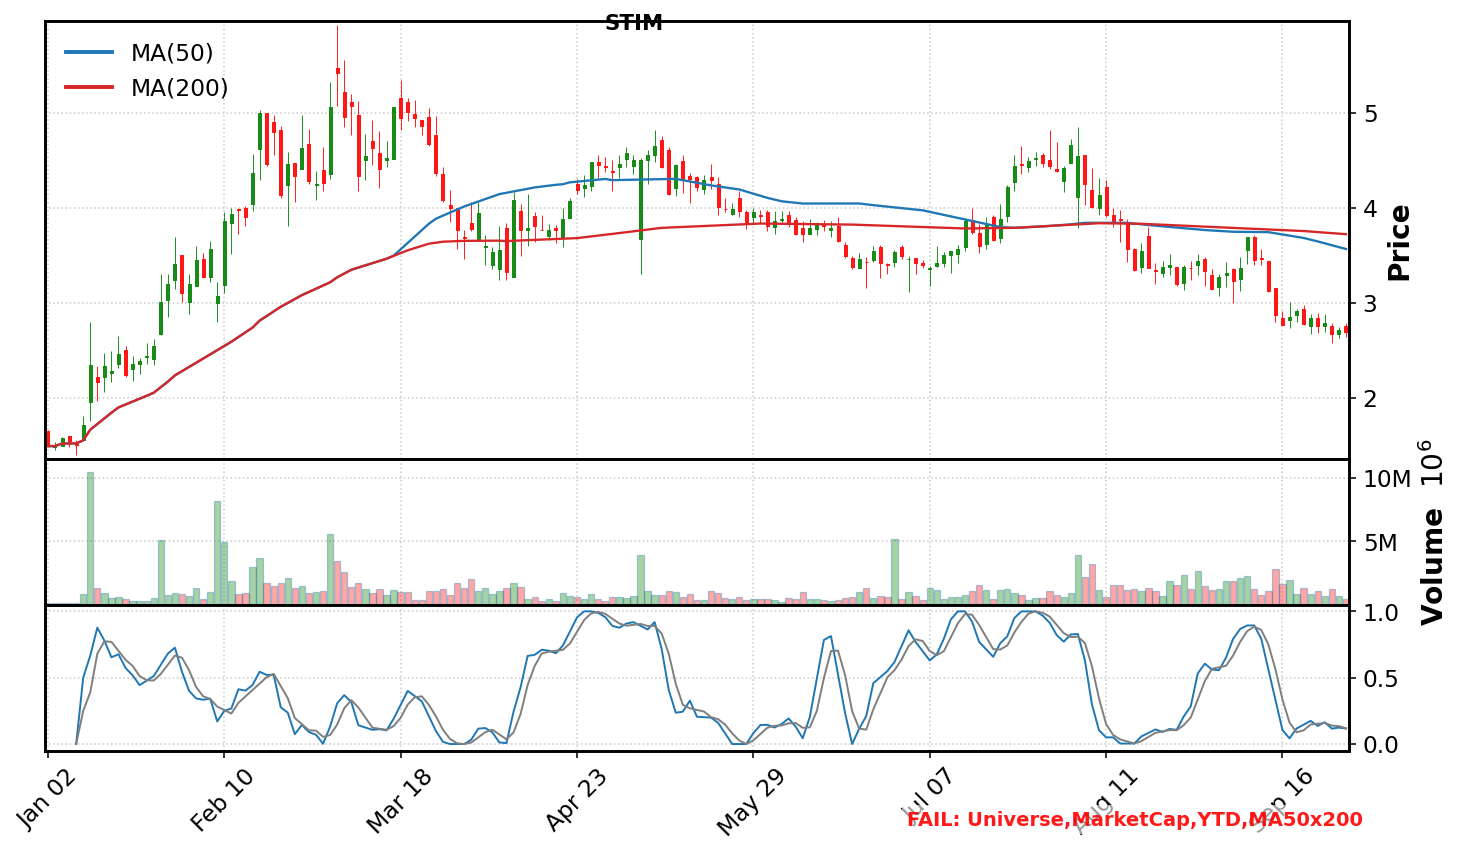 STIM
MA(50)
MA(200)
5
4
3
2
Price
10M
5M
Volume 10^6
1.0
0.5
0.0
Jan 02
Feb 10
Mar 18
Apr 23
May 29
Jul 07
Aug 11
Sep 16
FAIL: Universe,MarketCap,YTD,MA50x200